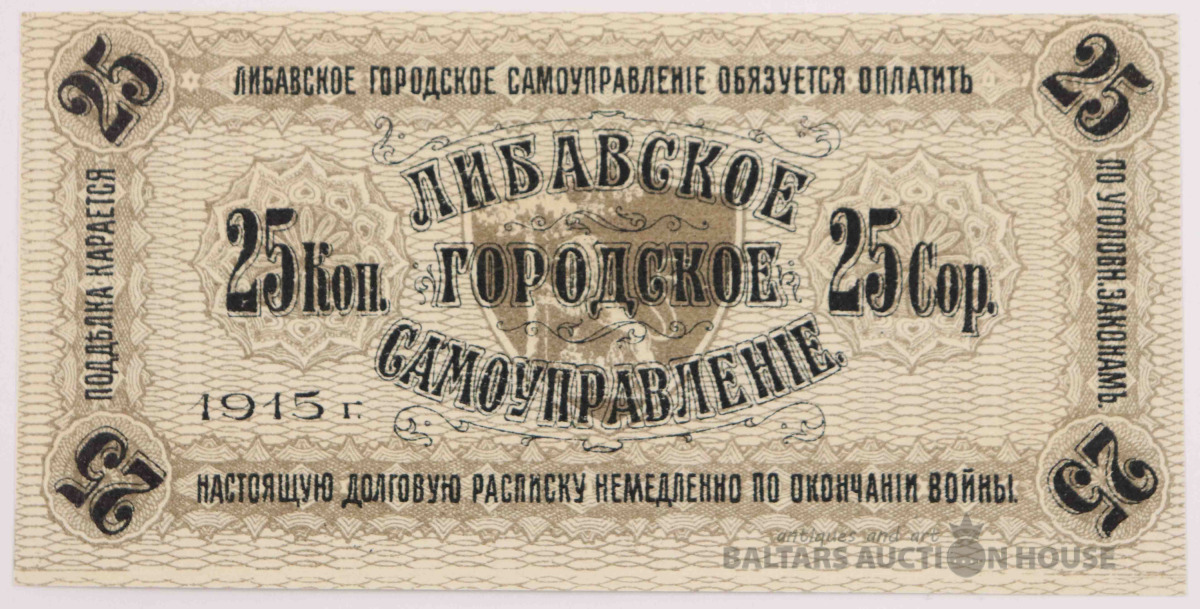 25
25
ЛИБАВСКОЕ ГОРОДСКОЕ САМОУПРАВЛЕНІЕ ОБЯЗУЕТСЯ ОПЛАТИТЬ
ПОДДѢЛКА КАРАЕТСЯ
ЛИБАВСКОЕ
25 Коп.
ГОРОДСКОЕ
25 Сор.
САМОУПРАВЛЕНІЕ.
ПО УГОЛОВН. ЗАКОНАМЪ.
1915 г.
НАСТОЯЩУЮ ДОЛГОВУЮ РАСПИСКУ НЕМЕДЛЕННО ПО ОКОНЧАНІИ ВОЙНЫ.
25
25
antiques and art
BALTARS AUCTION HOUSE